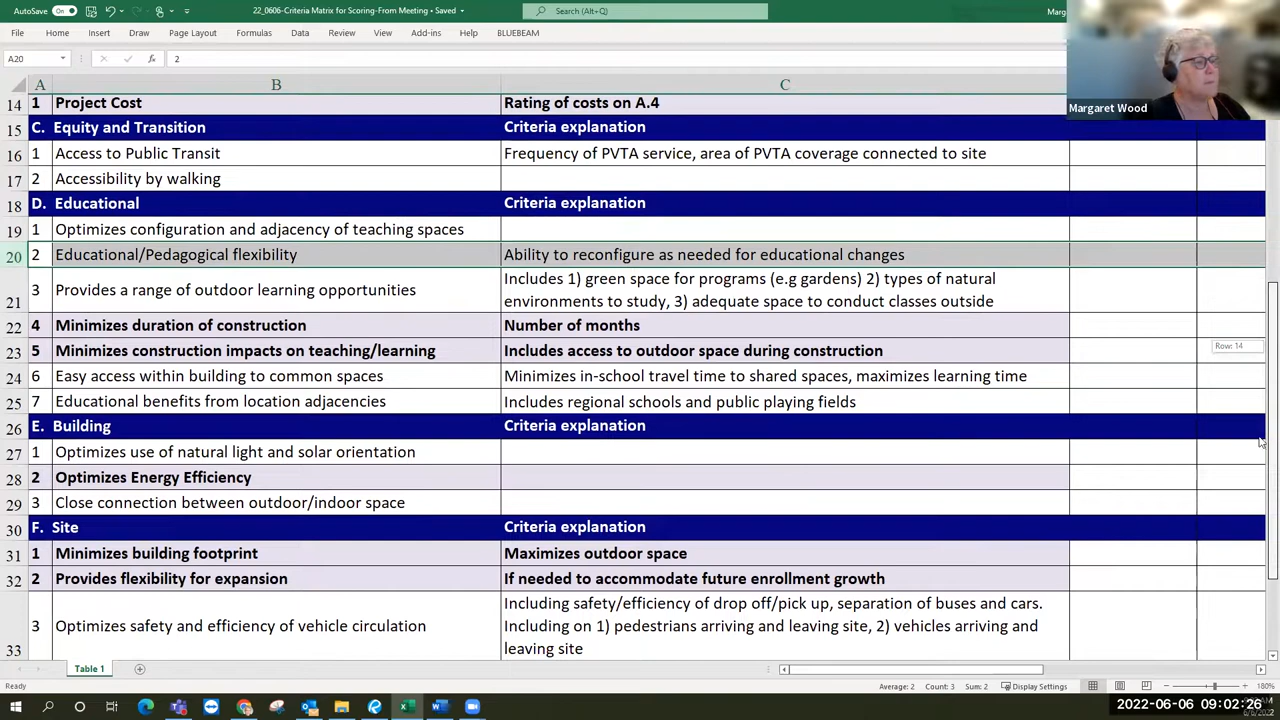 AutoSave On 22_0606-Criteria Matrix for Scoring-From Meeting • Saved Search (Alt+Q) Marg
File Home Insert Draw Page Layout Formulas Data Review View Add-ins Help BLUEBEAM
A20 fx 2
A B C
14 1 Project Cost Rating of costs on A.4
15 C. Equity and Transition Criteria explanation
16 1 Access to Public Transit Frequency of PVTA service, area of PVTA coverage connected to site
17 2 Accessibility by walking
18 D. Educational Criteria explanation
19 1 Optimizes configuration and adjacency of teaching spaces
20 2 Educational/Pedagogical flexibility Ability to reconfigure as needed for educational changes
Includes 1) green space for programs (e.g gardens) 2) types of natural
21 3 Provides a range of outdoor learning opportunities environments to study, 3) adequate space to conduct classes outside
22 4 Minimizes duration of construction Number of months
23 5 Minimizes construction impacts on teaching/learning Includes access to outdoor space during construction
24 6 Easy access within building to common spaces Minimizes in-school travel time to shared spaces, maximizes learning time
25 7 Educational benefits from location adjacencies Includes regional schools and public playing fields
26 E. Building Criteria explanation
27 1 Optimizes use of natural light and solar orientation
28 2 Optimizes Energy Efficiency
29 3 Close connection between outdoor/indoor space
30 F. Site Criteria explanation
31 1 Minimizes building footprint Maximizes outdoor space
32 2 Provides flexibility for expansion If needed to accommodate future enrollment growth
Including safety/efficiency of drop off/pick up, separation of buses and cars.
3 Optimizes safety and efficiency of vehicle circulation Including on 1) pedestrians arriving and leaving site, 2) vehicles arriving and
33 leaving site
Row: 14
Margaret Wood
Table 1
Ready Average: 2 Count: 3 Sum: 2 Display Settings 180%
2022-06-06 09:02:26